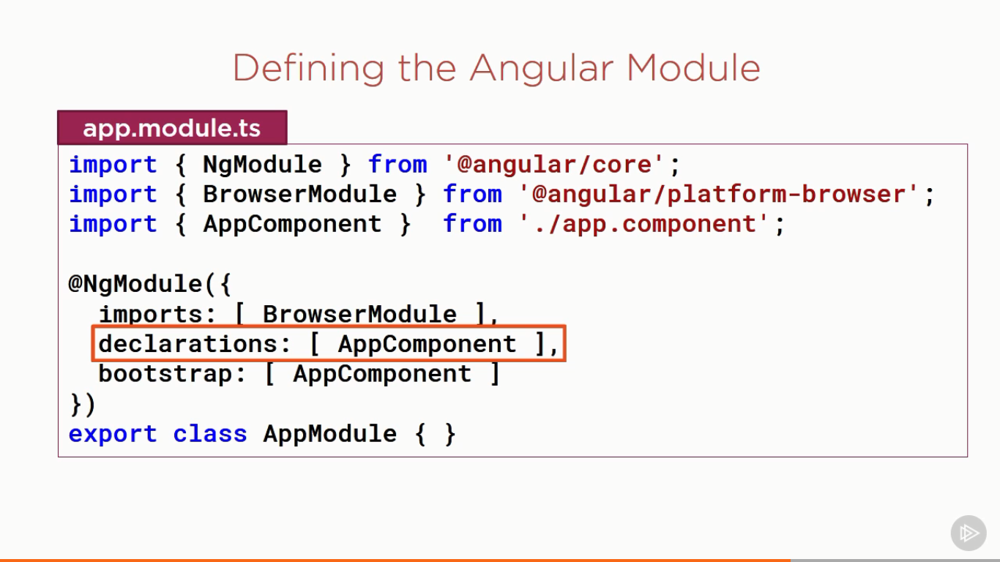 Defining the Angular Module
app.module.ts
import { NgModule } from '@angular/core';
import { BrowserModule } from '@angular/platform-browser';
import { AppComponent }  from './app.component';
@NgModule({
  imports: [ BrowserModule ],
  declarations: [ AppComponent ],
  bootstrap: [ AppComponent ]
})
export class AppModule { }